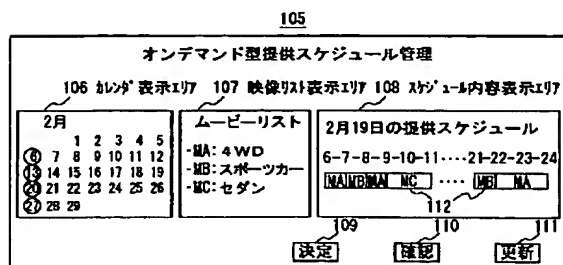 105
オンデマンド型提供スケジュール管理
106 カレンダ表示エリア 107 映像リスト表示エリア 108 スケジュール内容表示エリア
2月
1 2 3 4 5
6 7 8 9 10 11 12
13 14 15 16 17 18 19
20 21 22 23 24 25 26
27 28 29
ムービーリスト
-MA: 4WD
-MB: スポーツカー
-MC: セダン
2月19日の提供スケジュール
6-7-8-9-10-11‥‥21-22-23-24
MA MB MA MC ‥‥ MB MA
112
109 110 111
決定 確認 更新